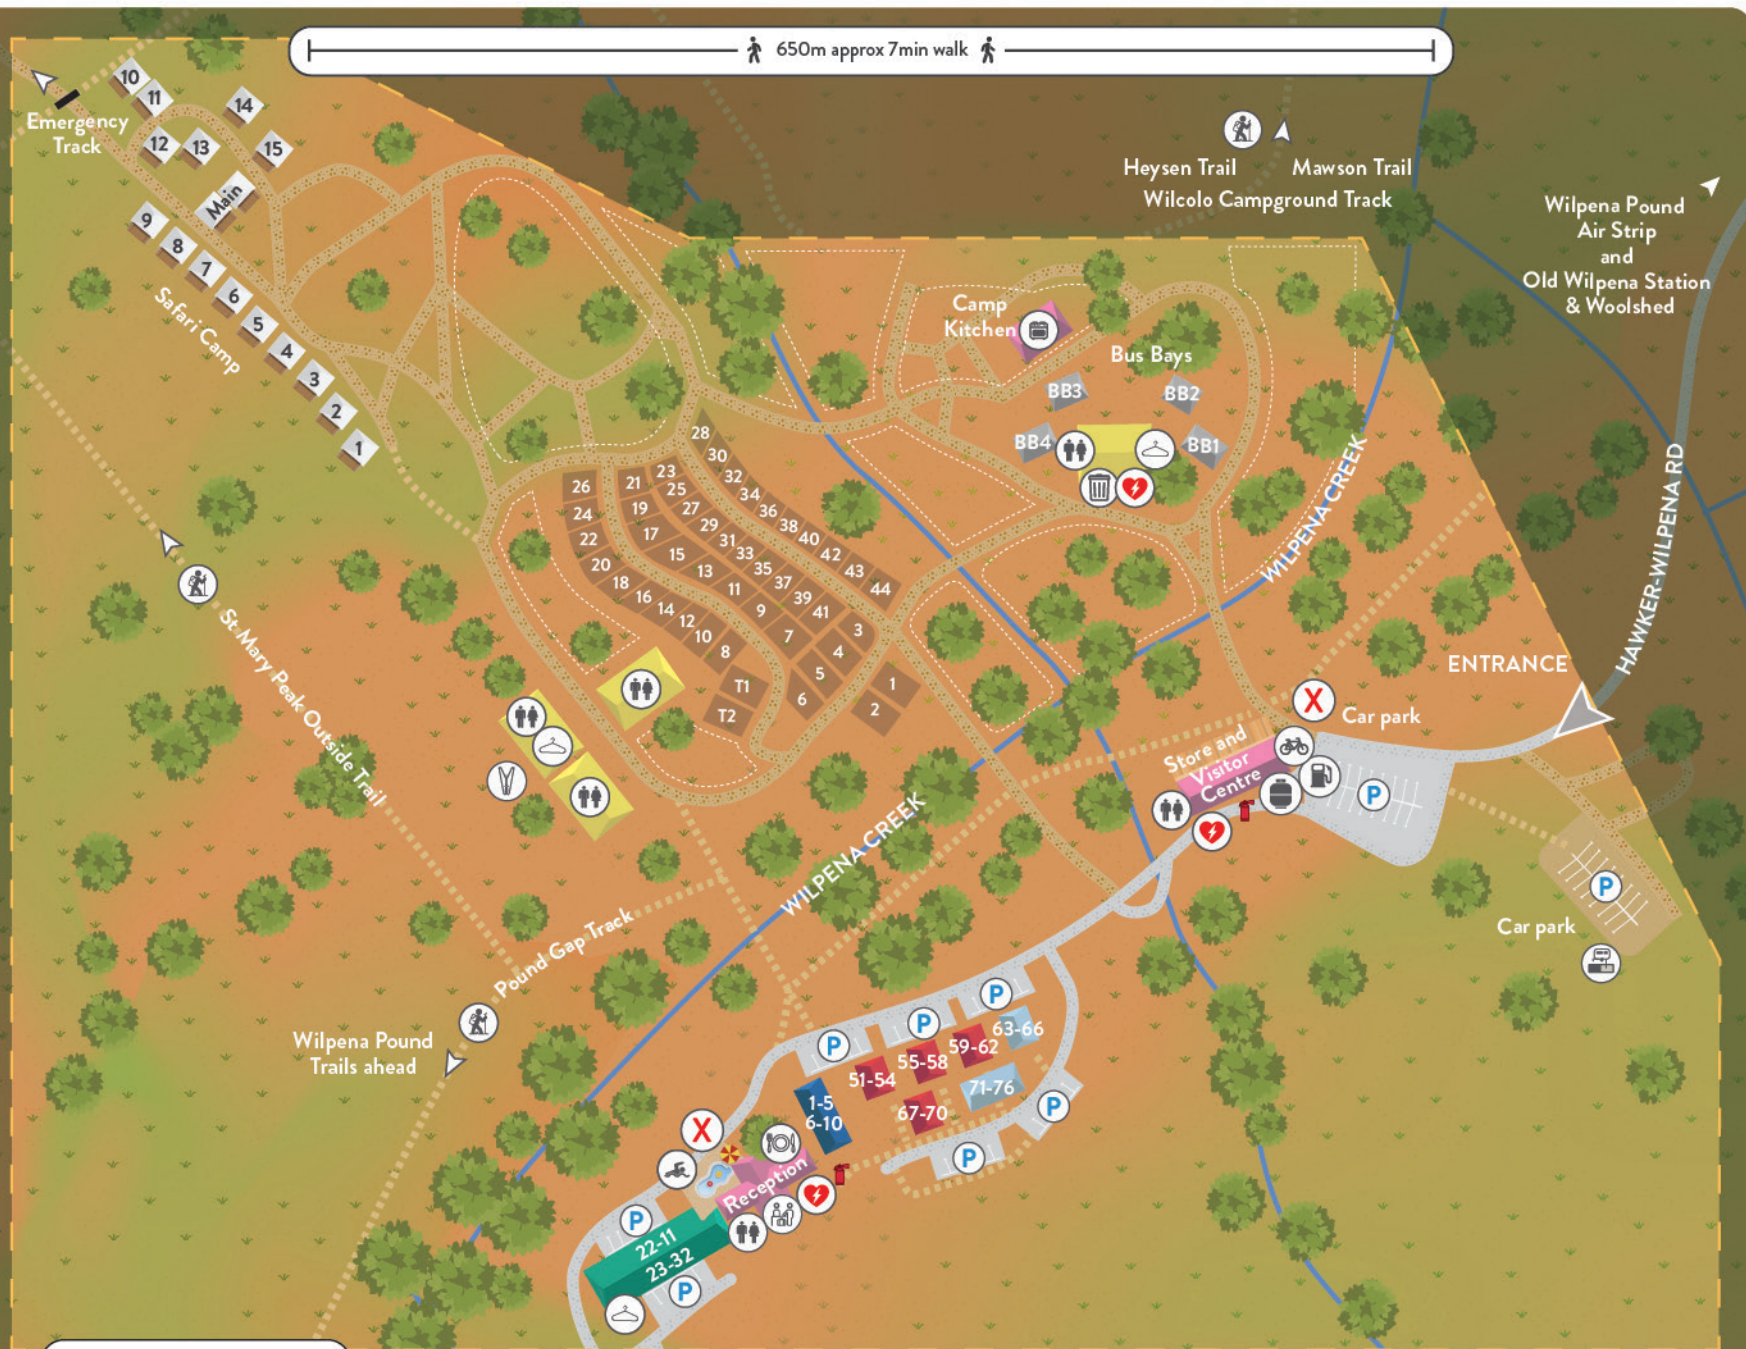 650m approx 7min walk
Emergency
Track
10
11
14
12
13
15
Main
9
8
7
6
5
4
3
2
1
Safari Camp
Heysen Trail
Mawson Trail
Wilcolo Campground Track
Wilpena Pound
Air Strip
and
Old Wilpena Station
& Woolshed
Camp
Kitchen
Bus Bays
BB3
BB2
BB4
BB1
WILPENA CREEK
HAWKER-WILPENA RD
ENTRANCE
28
30
32
34
36
38
40
42
43
44
26
24
22
20
18
16
14
12
10
8
21
19
17
15
13
11
9
7
23
25
27
29
31
33
35
37
39
41
3
4
5
6
1
2
T1
T2
St Mary Peak Outside Trail
X
Car park
Store and
Visitor
Centre
P
WILPENA CREEK
Pound Gap Track
P
Car park
Wilpena Pound
Trails ahead
P
P
P
63-66
59-62
55-58
51-54
71-76
67-70
1-5
6-10
P
P
X
Reception
P
22-11
23-32
P